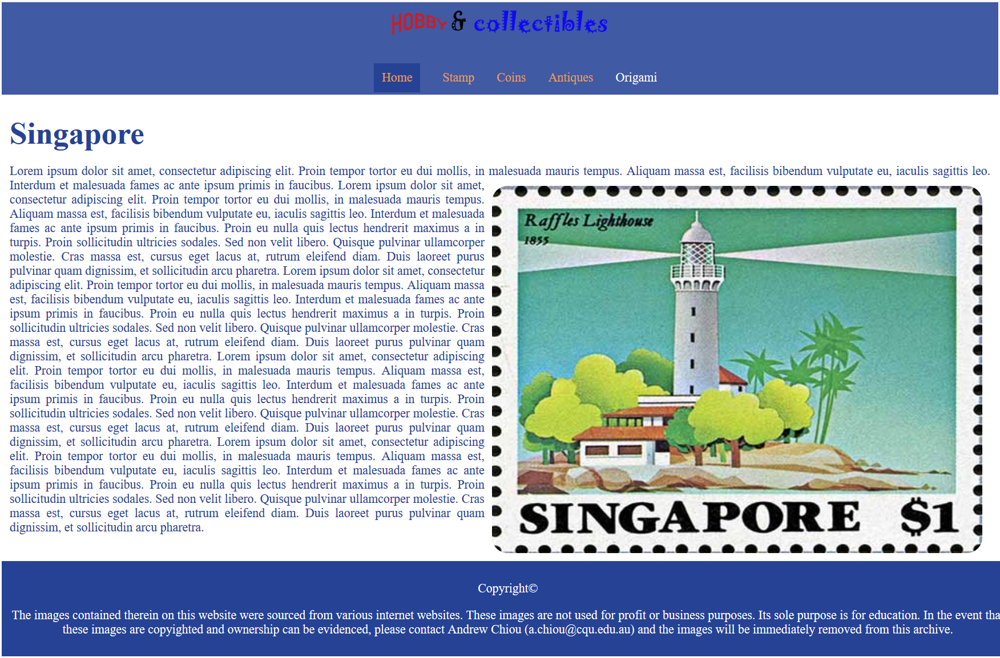 HOBBY & collectibles
Home Stamp Coins Antiques Origami
Singapore
Lorem ipsum dolor sit amet, consectetur adipiscing elit. Proin tempor tortor eu dui mollis, in malesuada mauris tempus. Aliquam massa est, facilisis bibendum vulputate eu, iaculis sagittis leo.
Interdum et malesuada fames ac ante ipsum primis in faucibus. Lorem ipsum dolor sit amet,
consectetur adipiscing elit. Proin tempor tortor eu dui mollis, in malesuada mauris tempus.
Aliquam massa est, facilisis bibendum vulputate eu, iaculis sagittis leo. Interdum et malesuada
fames ac ante ipsum primis in faucibus. Proin eu nulla quis lectus hendrerit maximus a in
turpis. Proin sollicitudin ultricies sodales. Sed non velit libero. Quisque pulvinar ullamcorper
molestie. Cras massa est, cursus eget lacus at, rutrum eleifend diam. Duis laoreet purus
pulvinar quam dignissim, et sollicitudin arcu pharetra. Lorem ipsum dolor sit amet, consectetur
adipiscing elit. Proin tempor tortor eu dui mollis, in malesuada mauris tempus. Aliquam massa
est, facilisis bibendum vulputate eu, iaculis sagittis leo. Interdum et malesuada fames ac ante
ipsum primis in faucibus. Proin eu nulla quis lectus hendrerit maximus a in turpis. Proin
sollicitudin ultricies sodales. Sed non velit libero. Quisque pulvinar ullamcorper molestie. Cras
massa est, cursus eget lacus at, rutrum eleifend diam. Duis laoreet purus pulvinar quam
dignissim, et sollicitudin arcu pharetra. Lorem ipsum dolor sit amet, consectetur adipiscing
elit. Proin tempor tortor eu dui mollis, in malesuada mauris tempus. Aliquam massa est,
facilisis bibendum vulputate eu, iaculis sagittis leo. Interdum et malesuada fames ac ante
ipsum primis in faucibus. Proin eu nulla quis lectus hendrerit maximus a in turpis. Proin
sollicitudin ultricies sodales. Sed non velit libero. Quisque pulvinar ullamcorper molestie. Cras
massa est, cursus eget lacus at, rutrum eleifend diam. Duis laoreet purus pulvinar quam
dignissim, et sollicitudin arcu pharetra. Lorem ipsum dolor sit amet, consectetur adipiscing
elit. Proin tempor tortor eu dui mollis, in malesuada mauris tempus. Aliquam massa est,
facilisis bibendum vulputate eu, iaculis sagittis leo. Interdum et malesuada fames ac ante
ipsum primis in faucibus. Proin eu nulla quis lectus hendrerit maximus a in turpis. Proin
sollicitudin ultricies sodales. Sed non velit libero. Quisque pulvinar ullamcorper molestie. Cras
massa est, cursus eget lacus at, rutrum eleifend diam. Duis laoreet purus pulvinar quam
dignissim, et sollicitudin arcu pharetra.
Raffles Lighthouse
1855
SINGAPORE $1
Copyright©
The images contained therein on this website were sourced from various internet websites. These images are not used for profit or business purposes. Its sole purpose is for education. In the event tha
these images are copyighted and ownership can be evidenced, please contact Andrew Chiou (a.chiou@cqu.edu.au) and the images will be immediately removed from this archive.